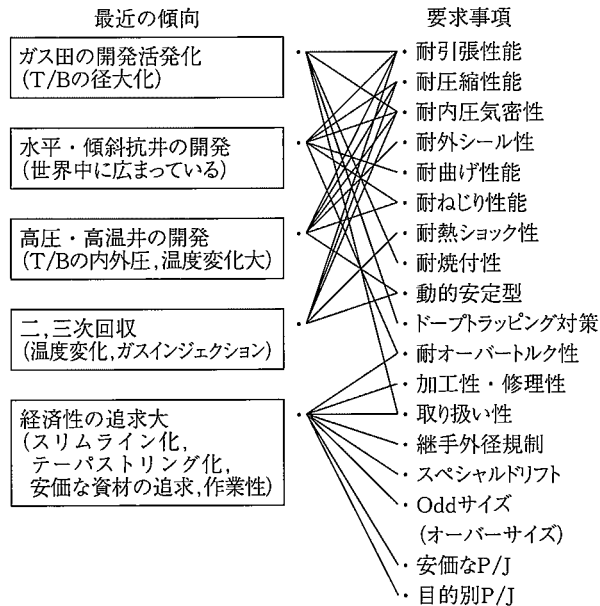 最近の傾向
ガス田の開発活発化
(T/Bの径大化)
水平・傾斜抗井の開発
(世界中に広まっている)
高圧・高温井の開発
(T/Bの内外圧,温度変化大)
二,三次回収
(温度変化,ガスインジェクション)
経済性の追求大
(スリムライン化,
テーパストリング化,
安価な資材の追求,作業性)
要求事項
・耐引張性能
・耐圧縮性能
・耐内圧気密性
・耐外シール性
・耐曲げ性能
・耐ねじり性能
・耐熱ショック性
・耐焼付性
・動的安定型
・ドープトラッピング対策
・耐オーバートルク性
・加工性・修理性
・取り扱い性
・継手外径規制
・スペシャルドリフト
・Oddサイズ
(オーバーサイズ)
・安価なP/J
・目的別P/J